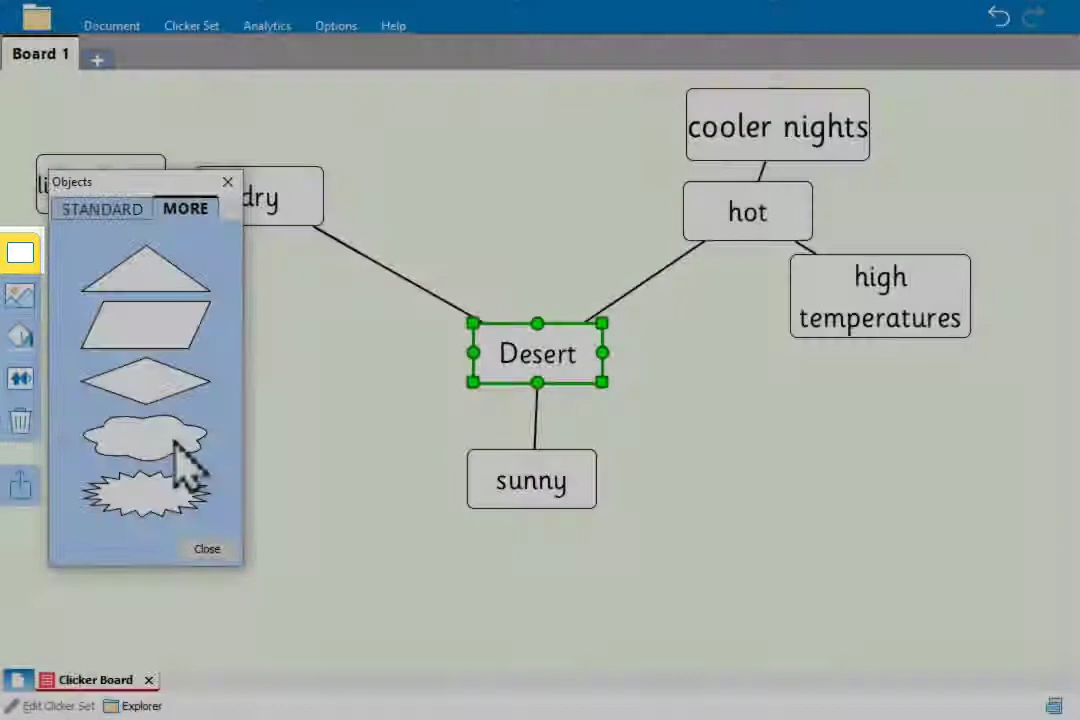 Document Clicker Set Analytics Options Help
Board 1
cooler nights
Objects
STANDARD MORE
dry
hot
high
temperatures
Desert
sunny
Close
Clicker Board
Edit Clicker Set Explorer